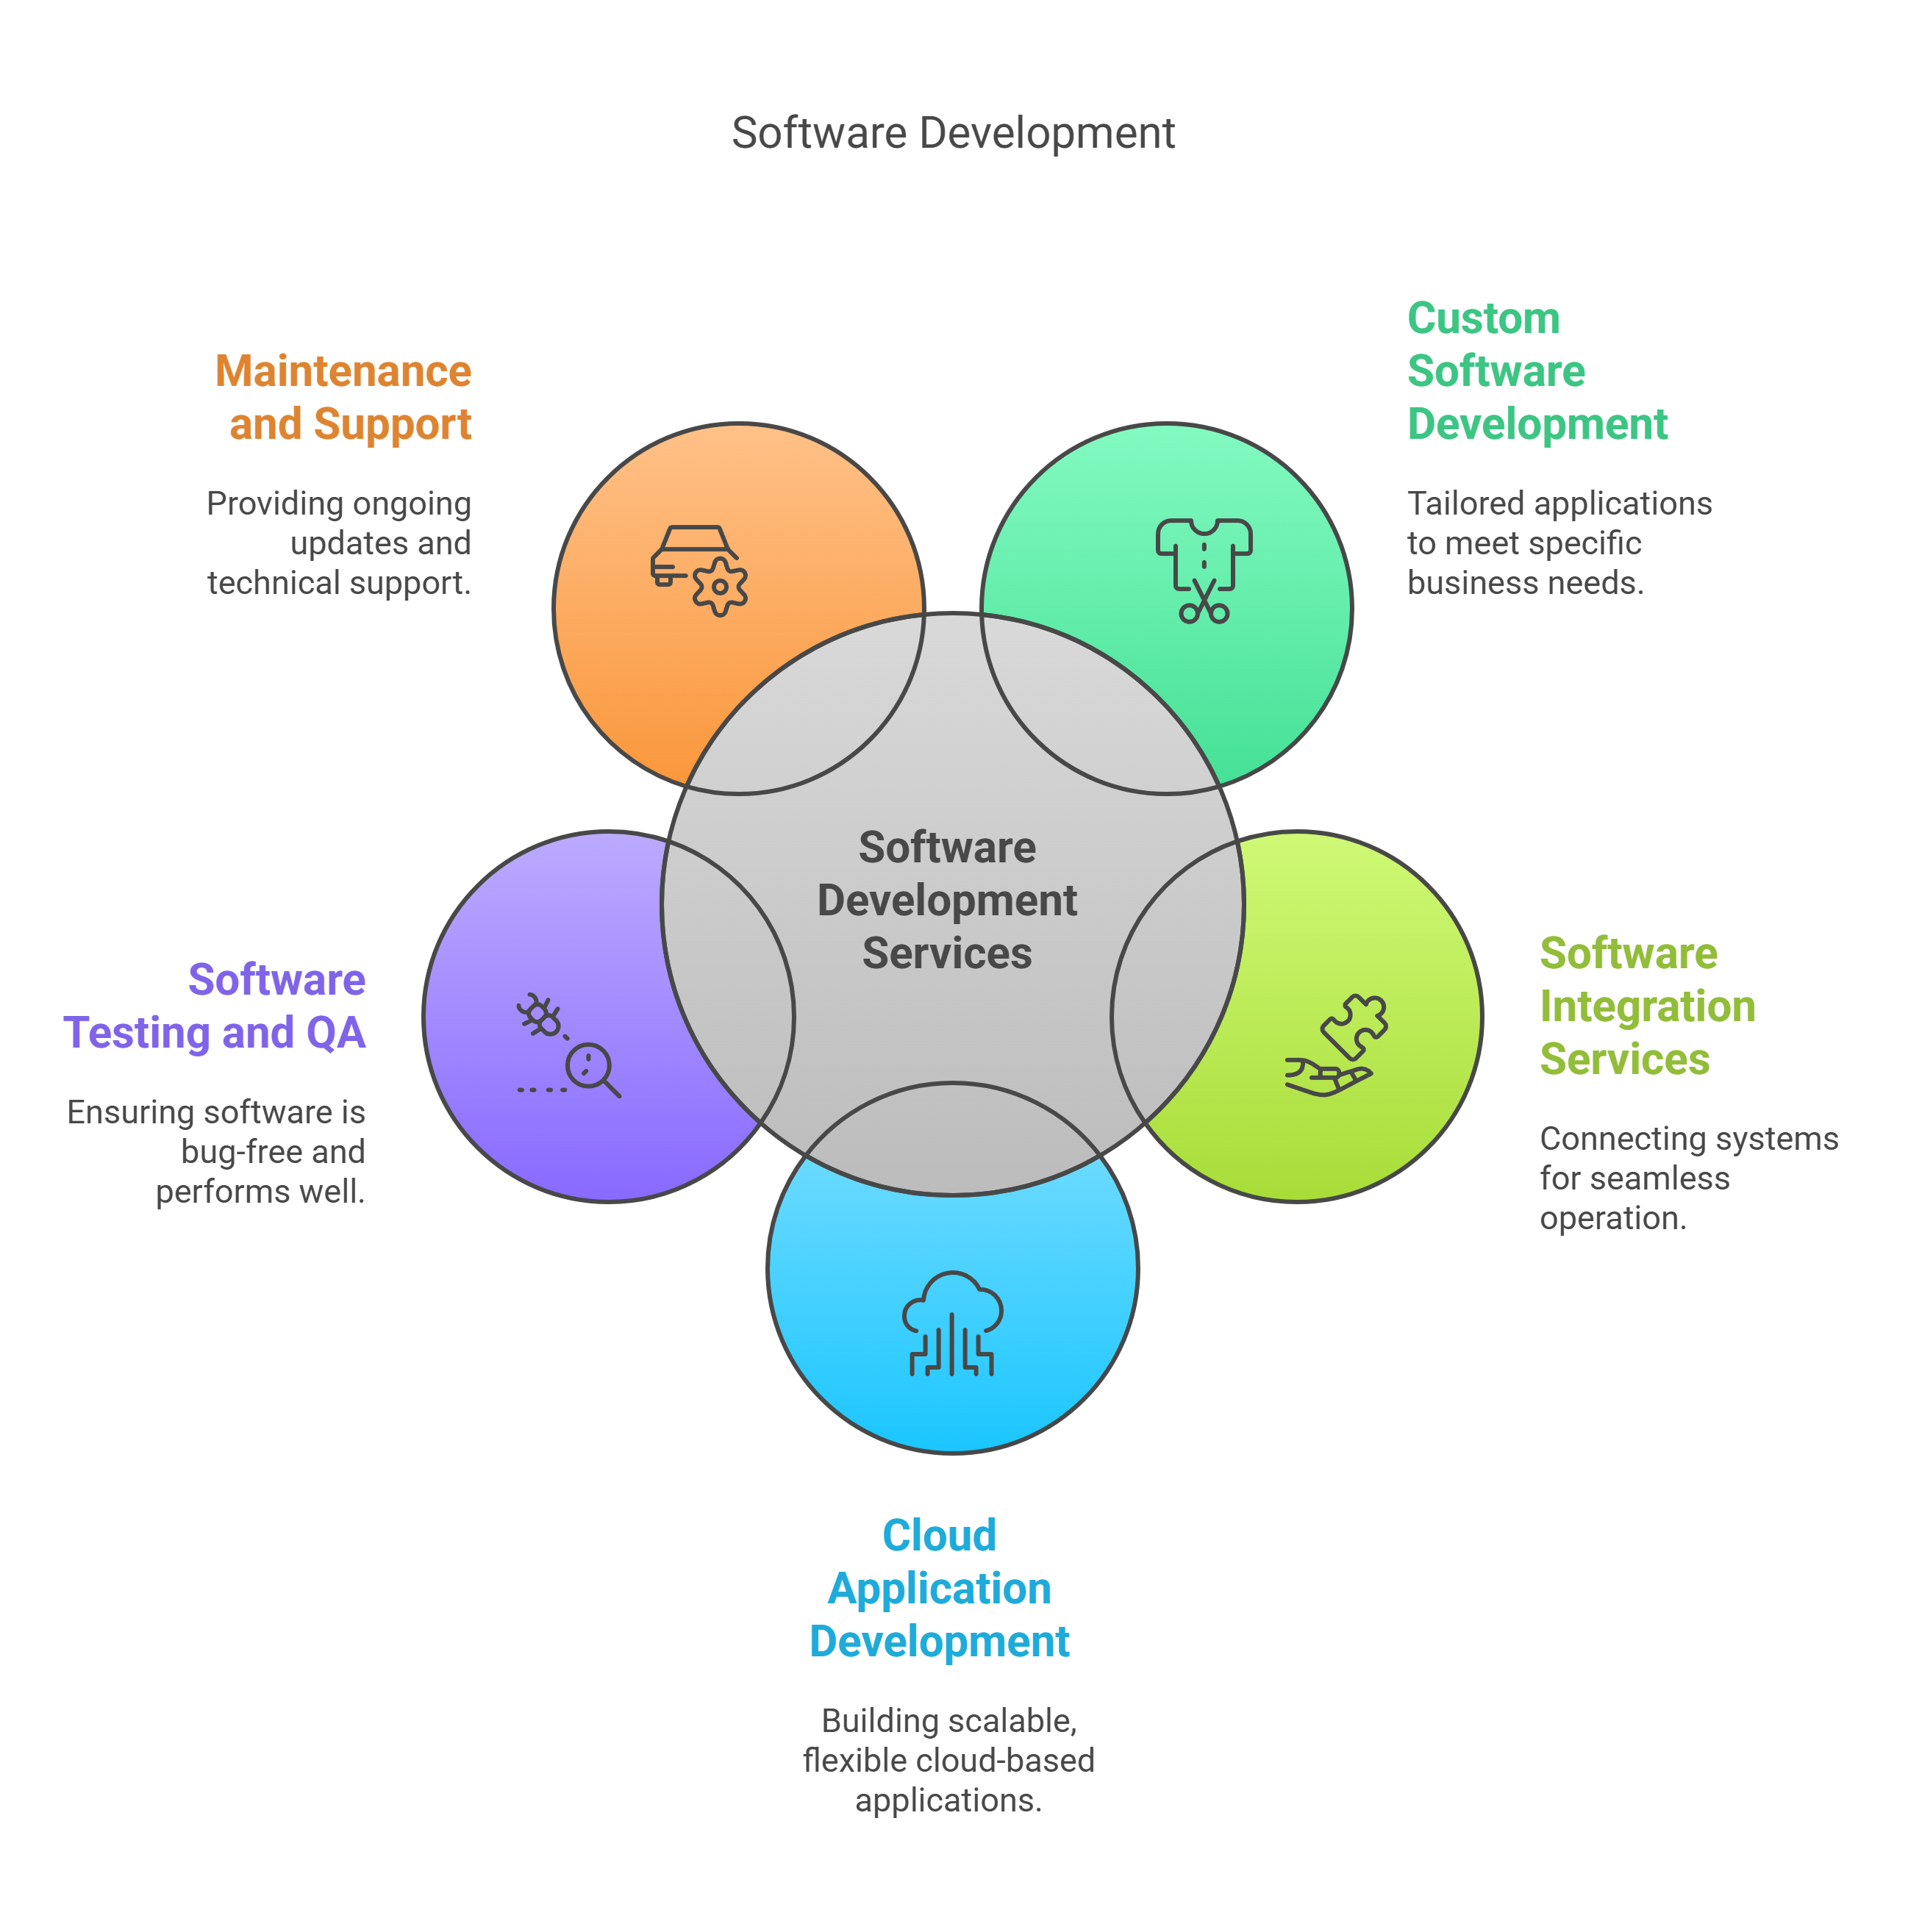 Software Development
Custom
Software
Development
Tailored applications
to meet specific
business needs.
Maintenance
and Support
Providing ongoing
updates and
technical support.
Software
Development
Services
Software
Integration
Services
Connecting systems
for seamless
operation.
Software
Testing and QA
Ensuring software is
bug-free and
performs well.
Cloud
Application
Development
Building scalable,
flexible cloud-based
applications.